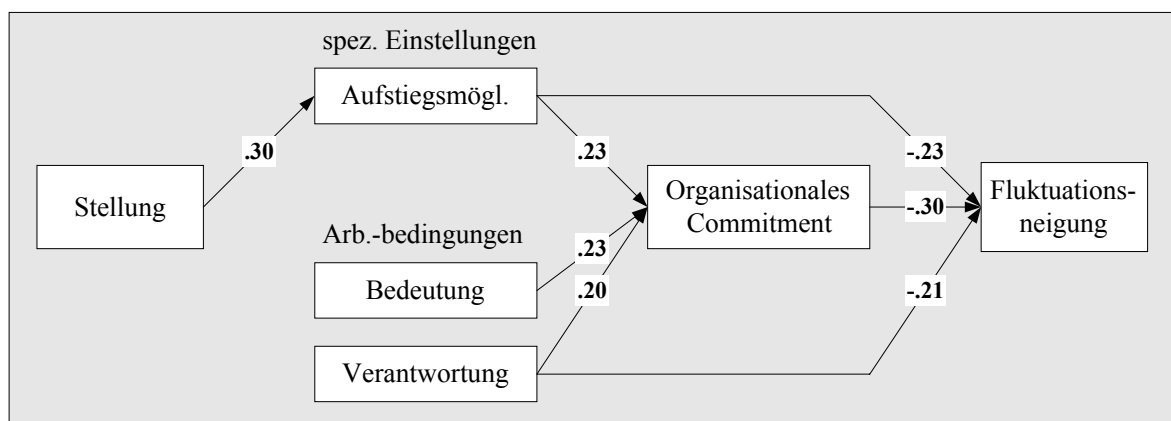 spez. Einstellungen
Aufstiegsmögl.
.30
.23
-.23
Stellung
Organisationales
Commitment
-.30
Fluktuations-
neigung
Arb.-bedingungen
.23
Bedeutung
.20
-.21
Verantwortung